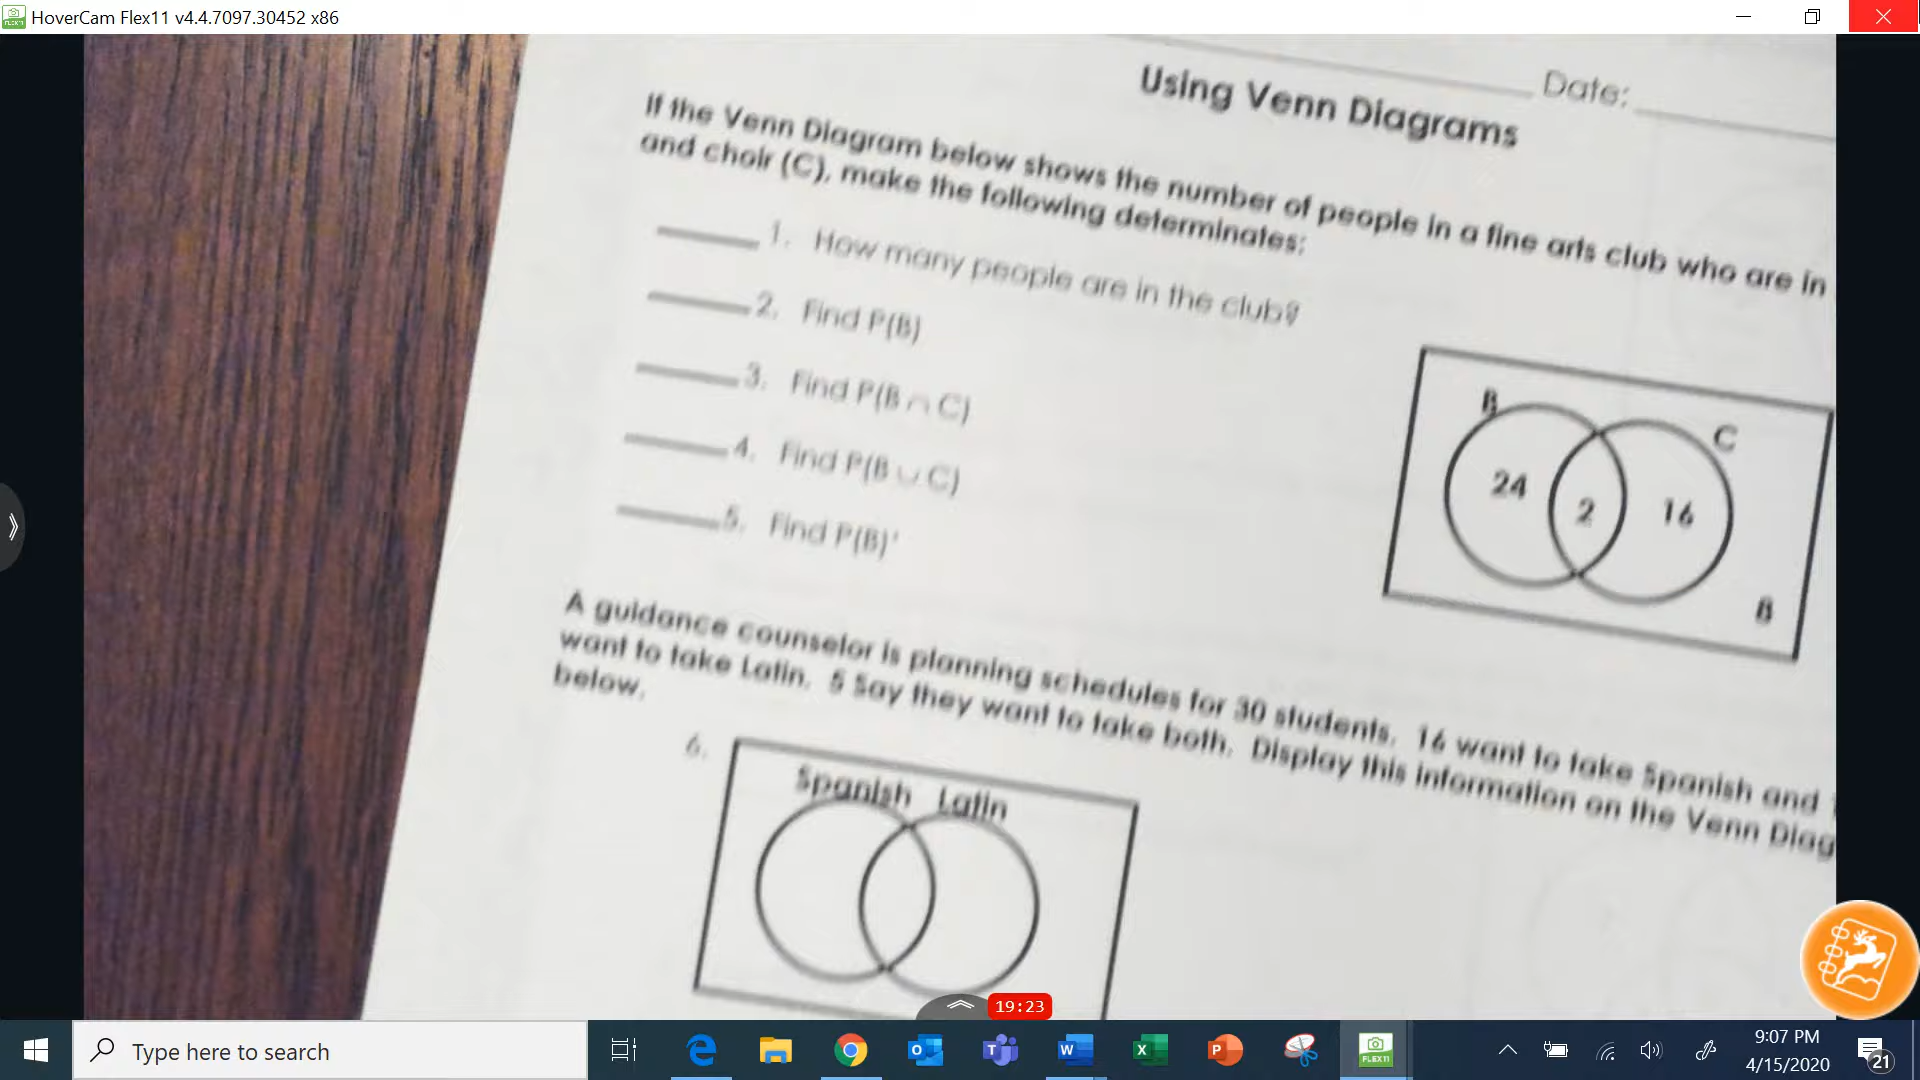 HoverCam Flex11 v4.4.7097.30452 x86
Date:
Using Venn Diagrams
If the Venn Diagram below shows the number of people in a fine arts club who are in
and choir (C), make the following determinates:
1. How many people are in the club?
2. Find P(B)
3. Find P(B ∩ C)
4. Find P(B ∪ C)
5. Find P(B)'
B
C
24
2
16
A guidance counselor is planning schedules for 30 students. 16 want to take Spanish and
want to take Latin. 5 Say they want to take both. Display this information on the Venn Diag
below.
6.
Spanish Latin
19:23
Type here to search
9:07 PM
4/15/2020
21
FLEX11